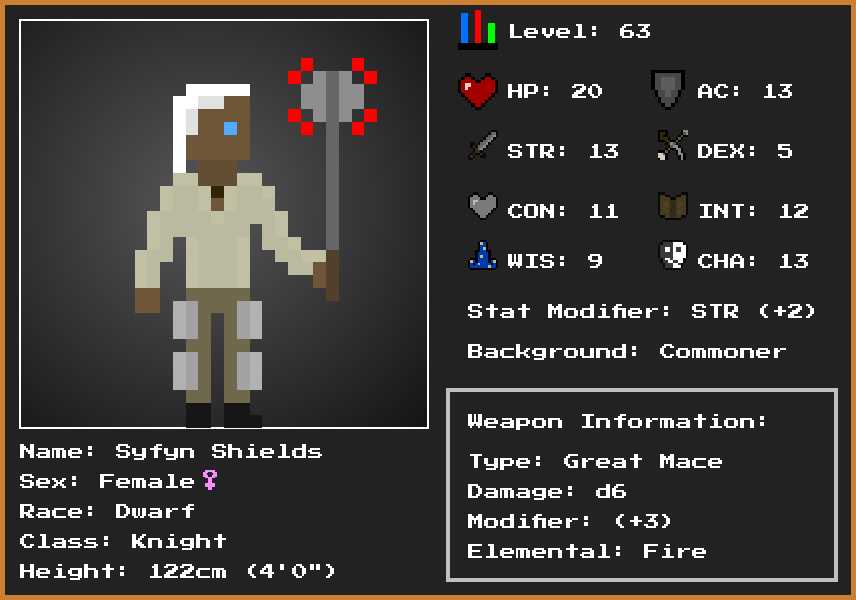 Level: 63
HP: 20 AC: 13
STR: 13 DEX: 5
CON: 11 INT: 12
WIS: 9 CHA: 13
Stat Modifier: STR (+2)
Background: Commoner
Weapon Information:
Type: Great Mace
Damage: d6
Modifier: (+3)
Elemental: Fire
Name: Syfyn Shields
Sex: Female♀
Race: Dwarf
Class: Knight
Height: 122cm (4'0")